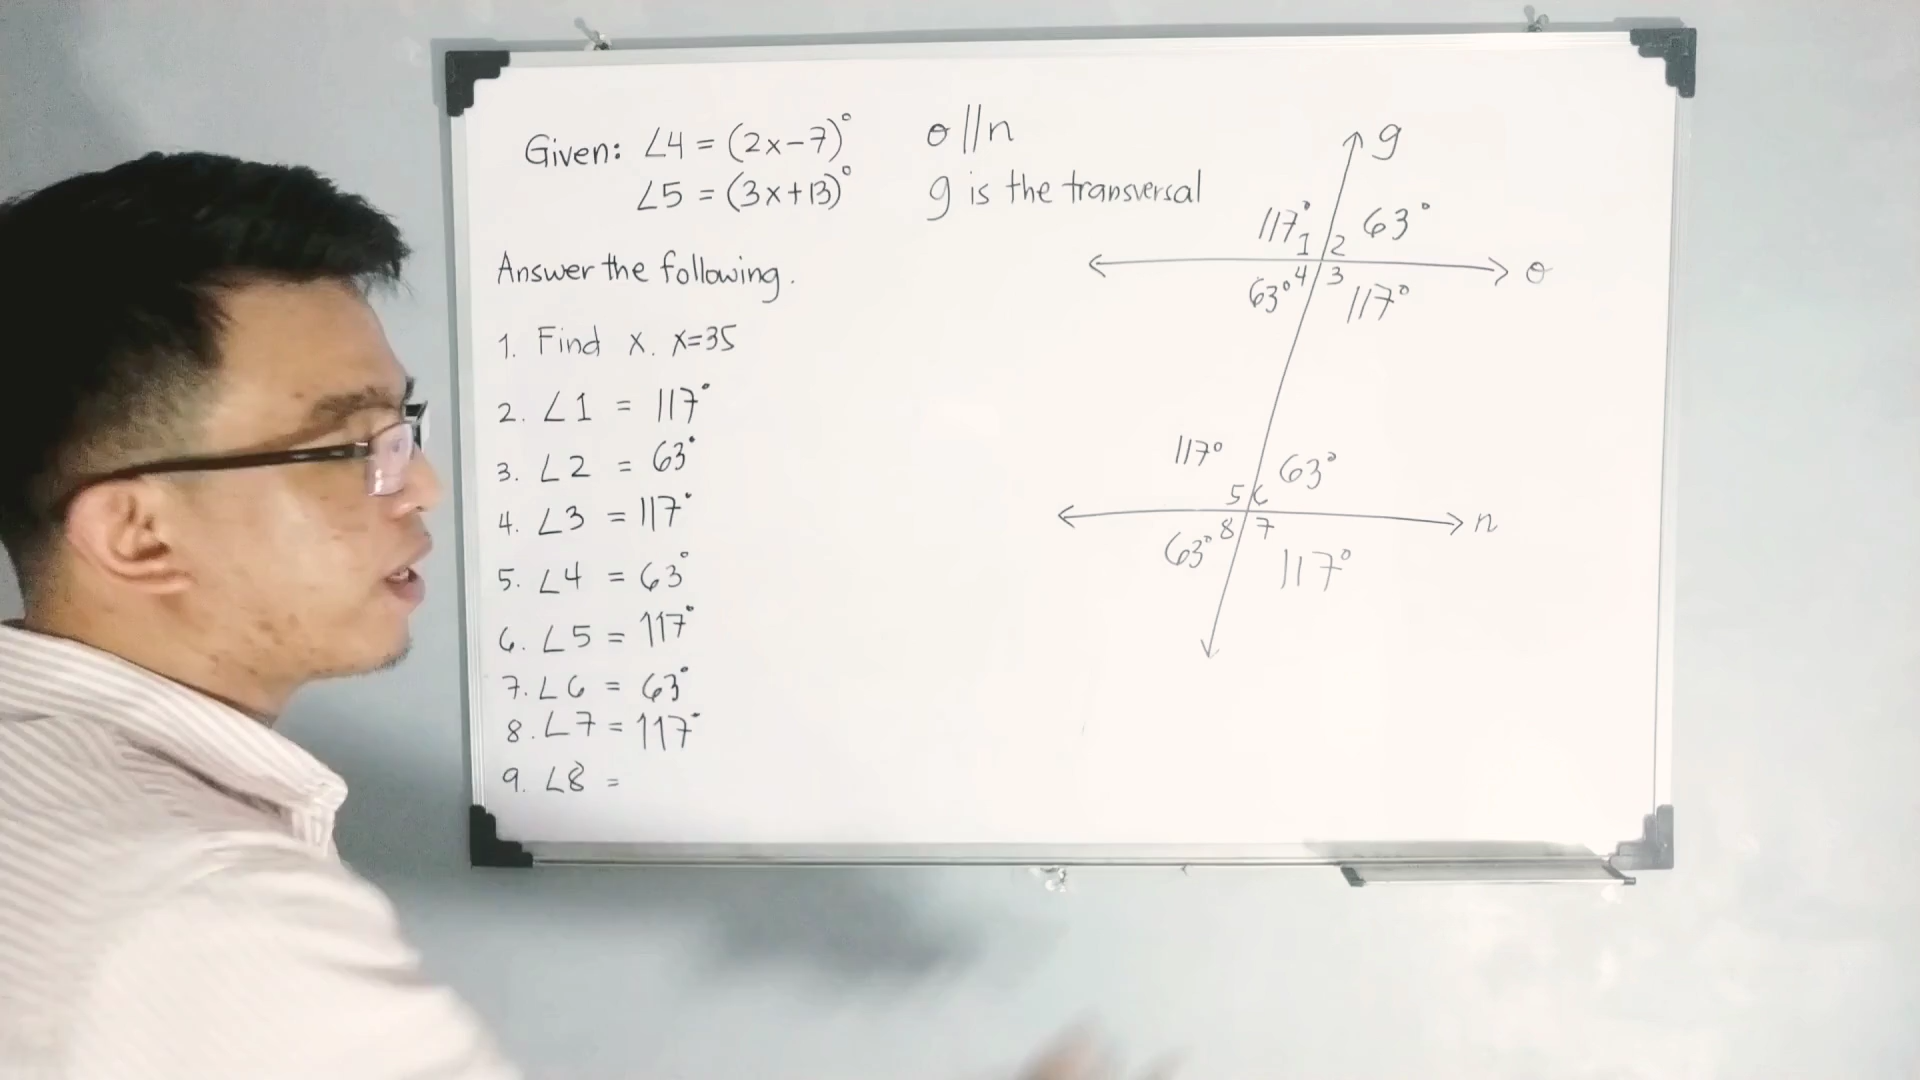 Given: ∠4 = (2x-7)°
∠5 = (3x+13)°
o // n
g is the transversal
Answer the following.
1. Find x. x=35
2. ∠1 = 117°
3. ∠2 = 63°
4. ∠3 = 117°
5. ∠4 = 63°
6. ∠5 = 117°
7. ∠6 = 63°
8. ∠7 = 117°
9. ∠8 =
g
117° 63°
1 2
o
63° 4 3 117°
117° 63°
5 6
n
63° 8 7 117°